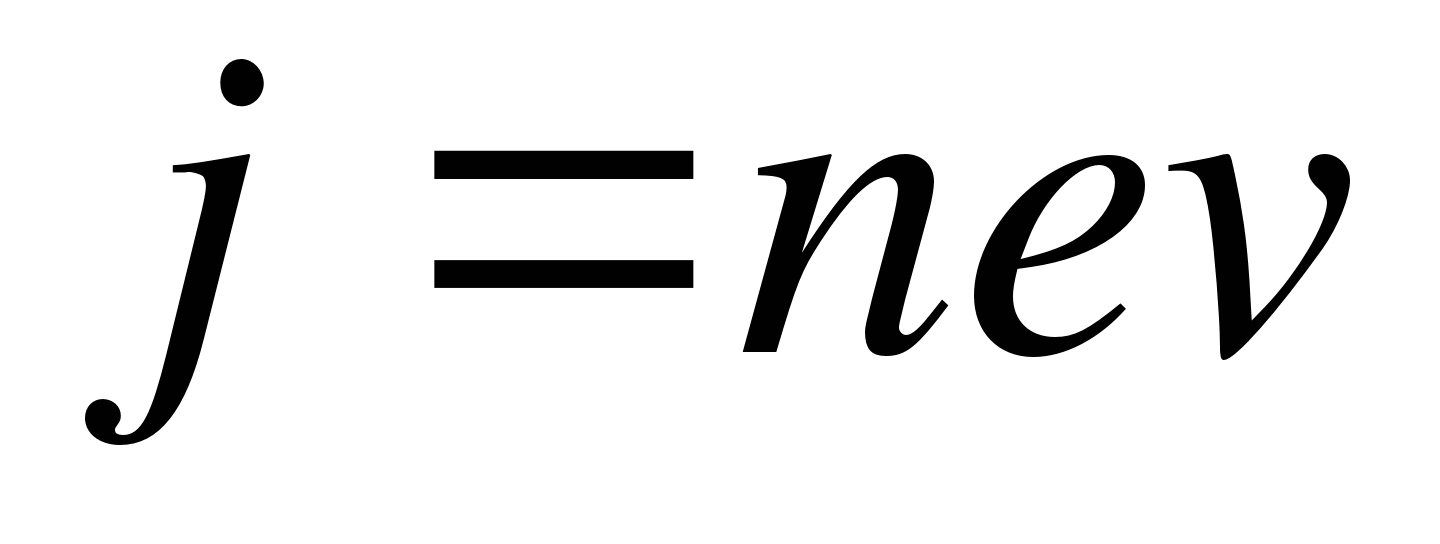 j = nev